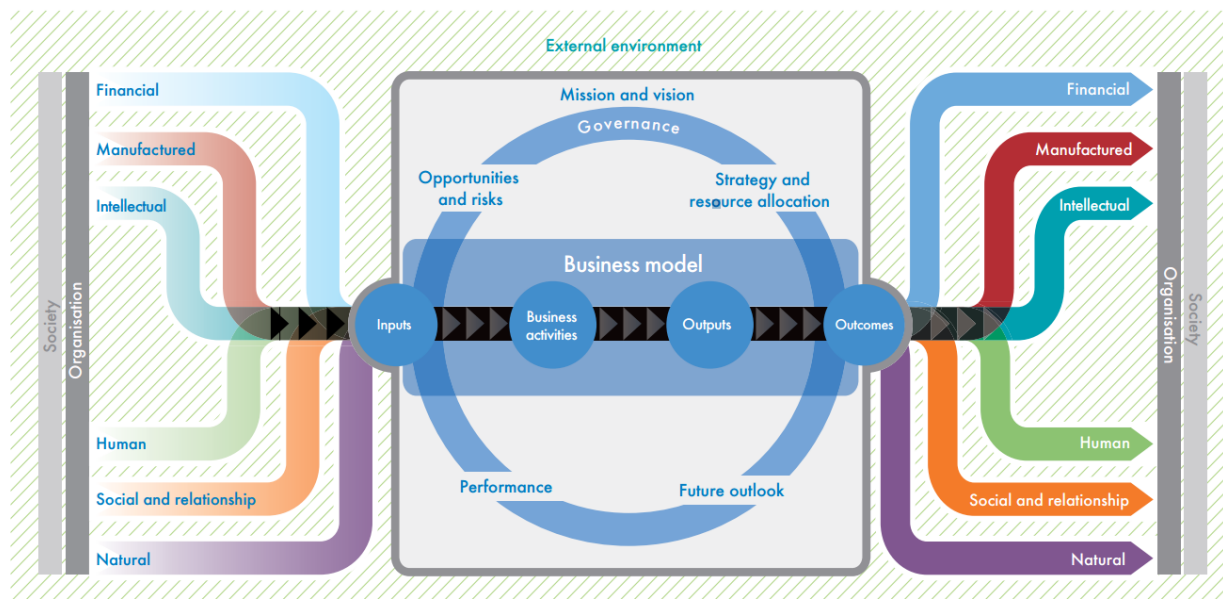 External environment
Society
Organisation
Financial
Manufactured
Intellectual
Human
Social and relationship
Natural
Mission and vision
Governance
Opportunities
and risks
Strategy and
resource allocation
Business model
Inputs
Business
activities
Outputs
Outcomes
Performance
Future outlook
Financial
Manufactured
Intellectual
Human
Social and relationship
Natural
Organisation
Society